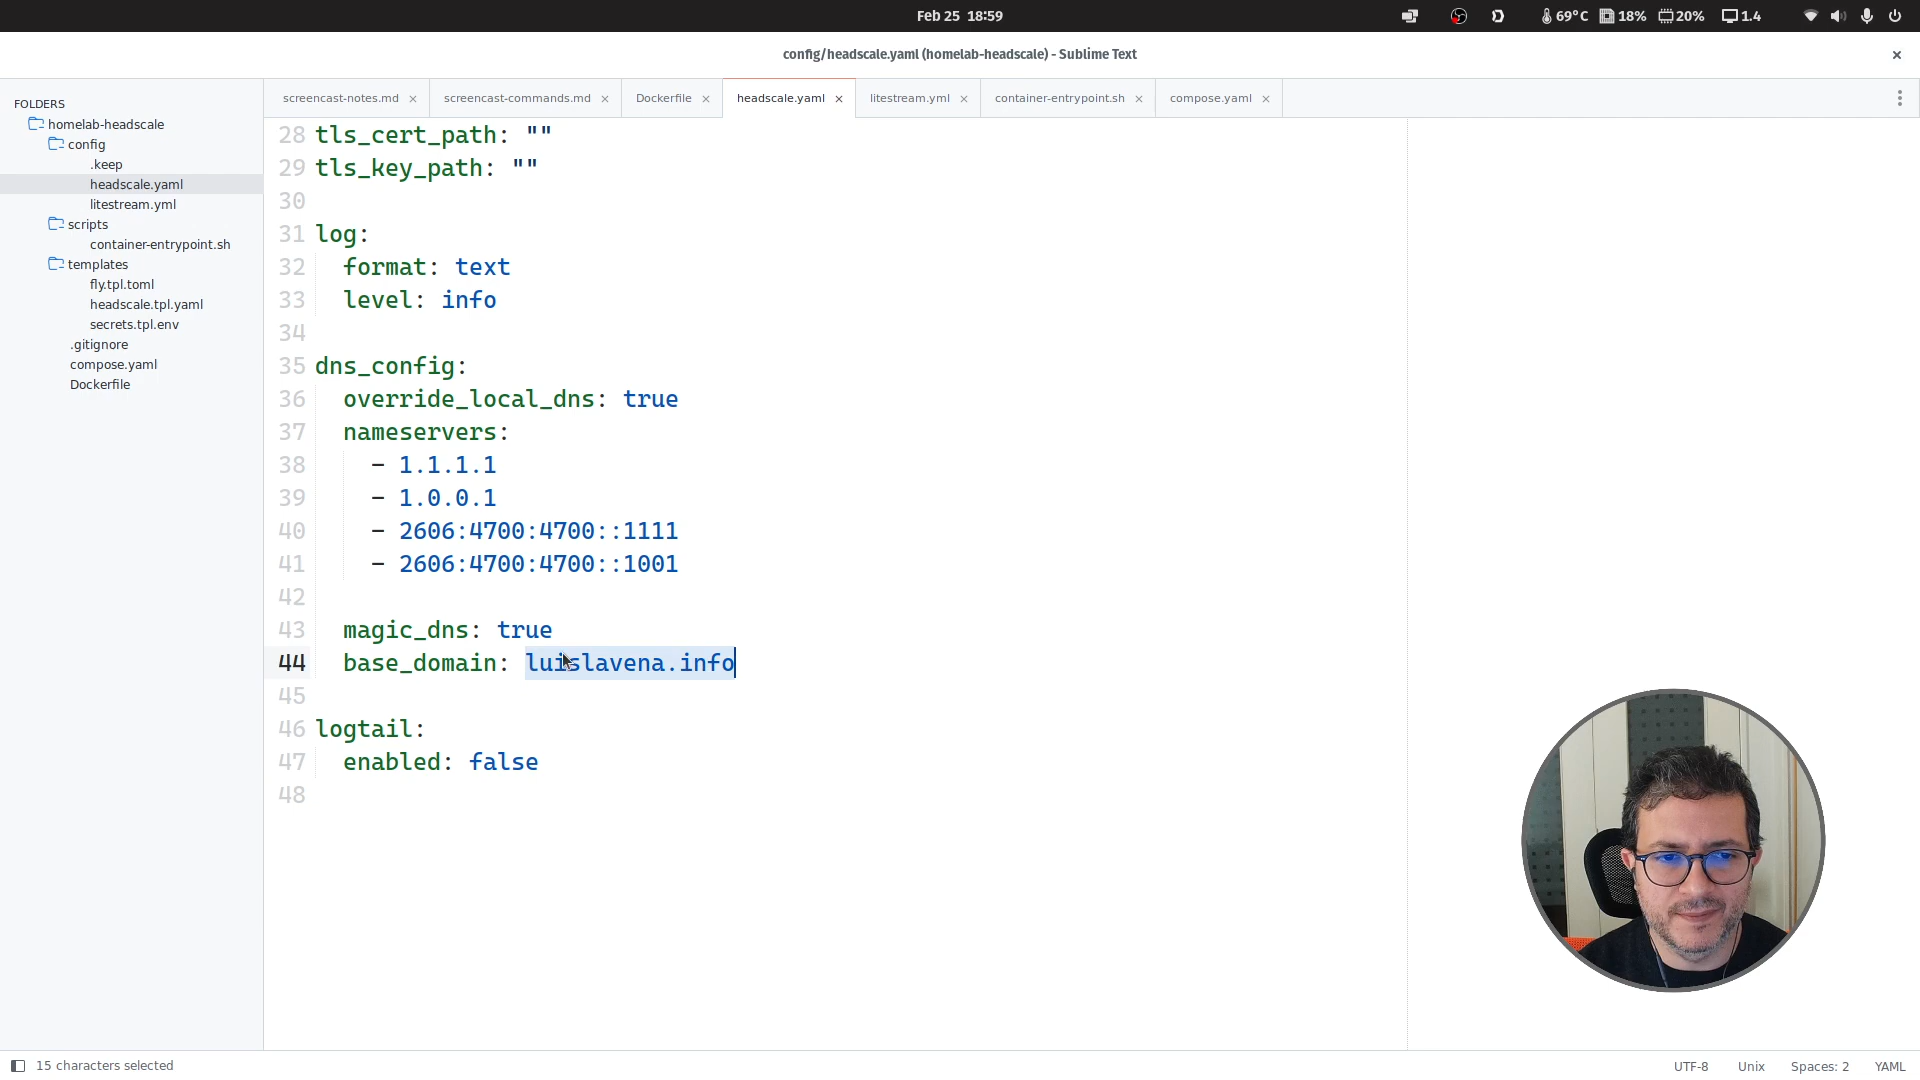 Feb 25 18:59
69°C
18%
20%
1.4
config/headscale.yaml (homelab-headscale) - Sublime Text
FOLDERS
homelab-headscale
config
.keep
headscale.yaml
litestream.yml
scripts
container-entrypoint.sh
templates
fly.tpl.toml
headscale.tpl.yaml
secrets.tpl.env
.gitignore
compose.yaml
Dockerfile
screencast-notes.md
screencast-commands.md
Dockerfile
headscale.yaml
litestream.yml
container-entrypoint.sh
compose.yaml
28 tls_cert_path: ""
29 tls_key_path: ""
30
31 log:
32   format: text
33   level: info
34
35 dns_config:
36   override_local_dns: true
37   nameservers:
38     - 1.1.1.1
39     - 1.0.0.1
40     - 2606:4700:4700::1111
41     - 2606:4700:4700::1001
42
43   magic_dns: true
44   base_domain: luislavena.info
45
46 logtail:
47   enabled: false
48
15 characters selected
UTF-8
Unix
Spaces: 2
YAML